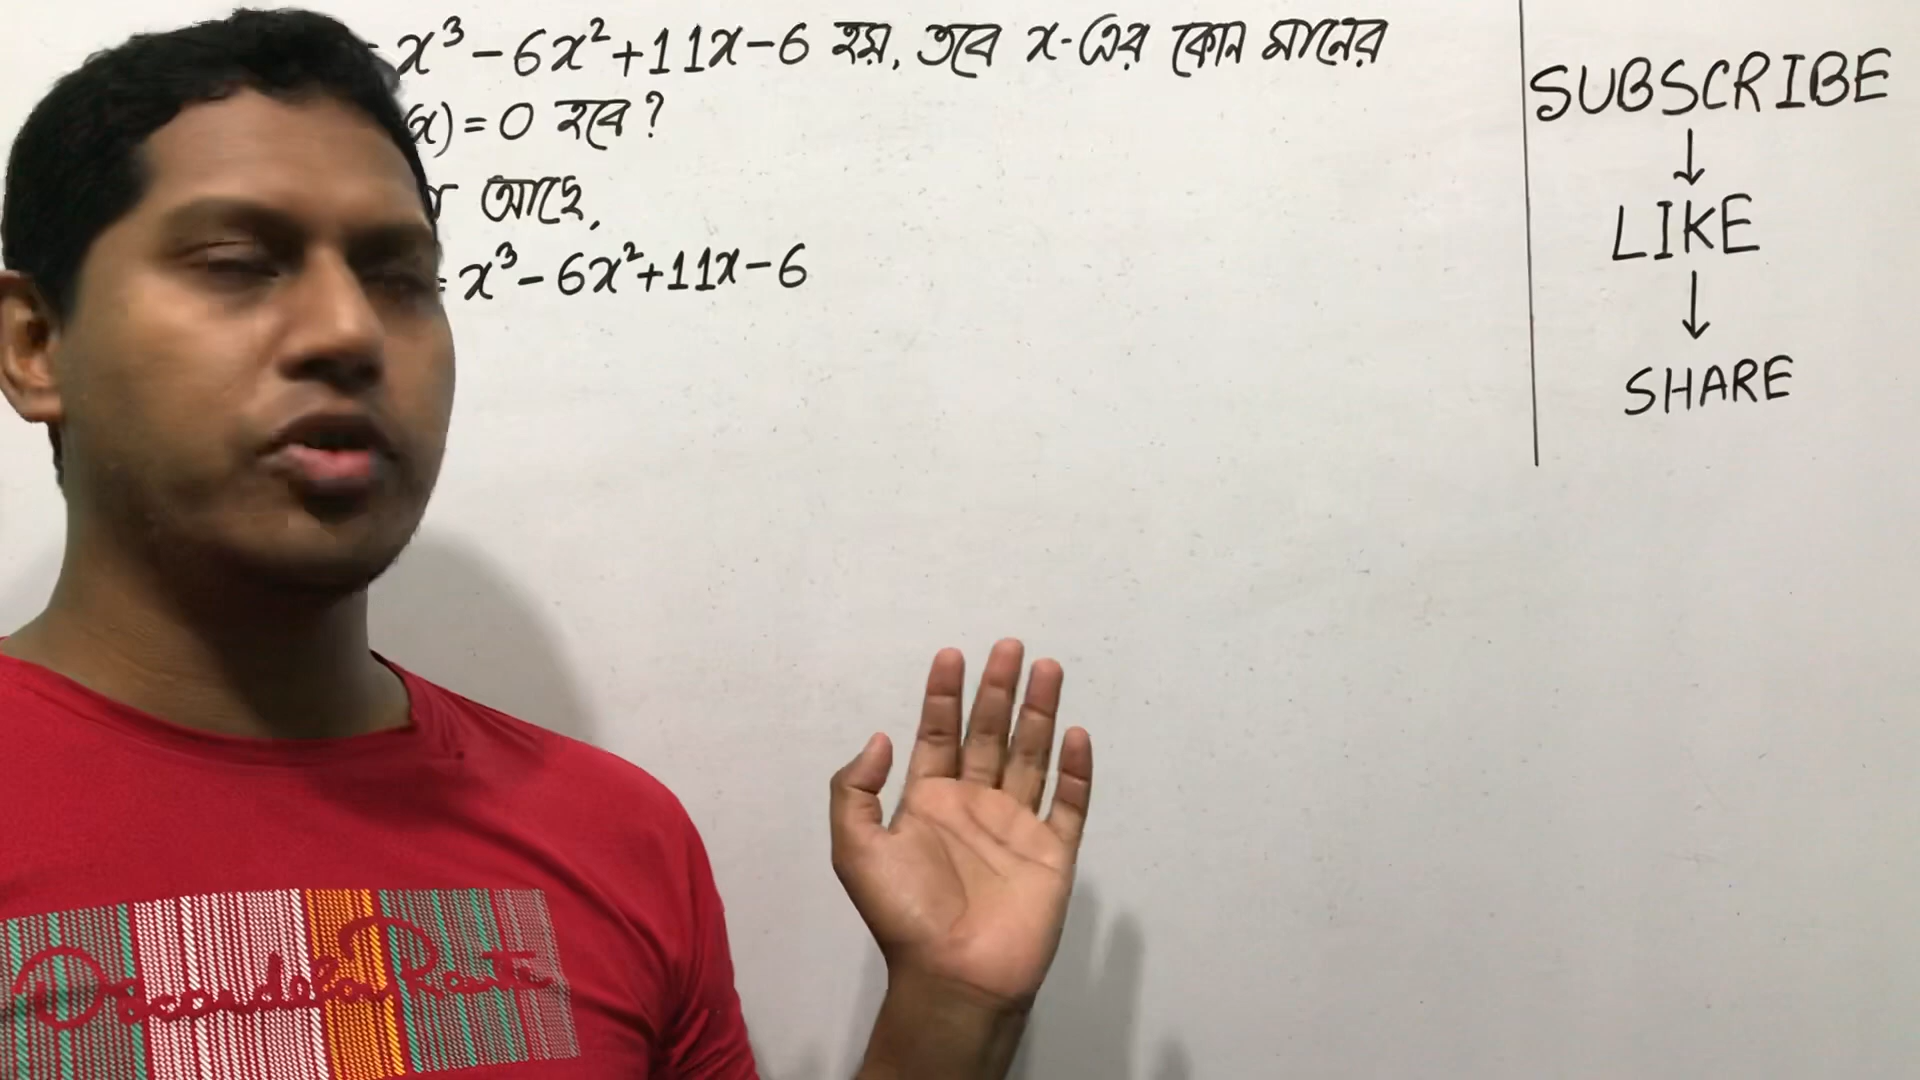 = x³ - 6x² + 11x - 6 হয়, তবে x-এর কোন মানের
(x) = 0 হবে?
আছে,
= x³ - 6x² + 11x - 6
SUBSCRIBE
↓
LIKE
↓
SHARE